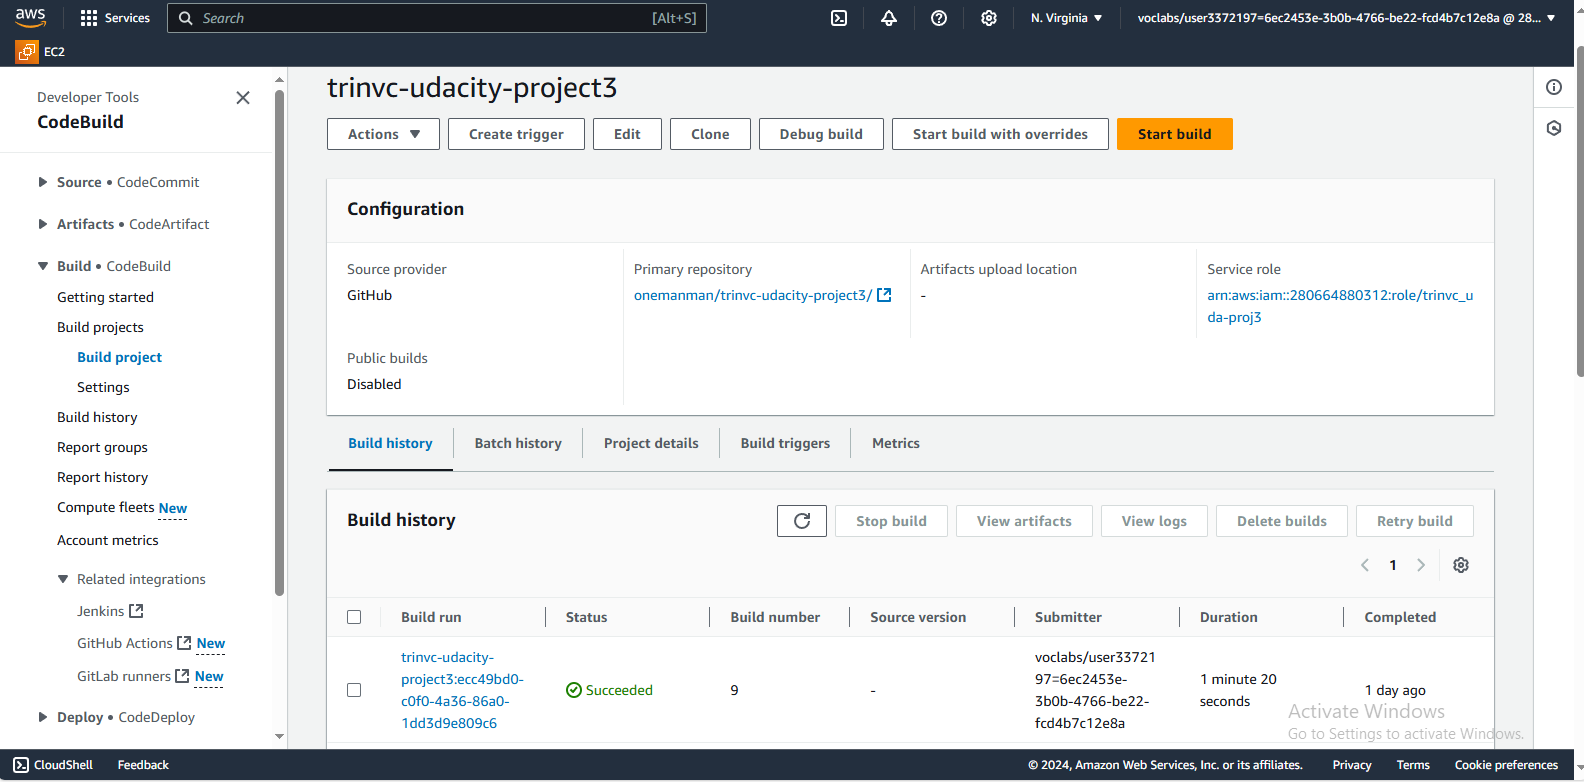 aws
Services
Search
[Alt+S]
N. Virginia
voclabs/user3372197=6ec2453e-3b0b-4766-be22-fcd4b7c12e8a @ 28...
EC2
Developer Tools
CodeBuild
Source • CodeCommit
Artifacts • CodeArtifact
Build • CodeBuild
Getting started
Build projects
Build project
Settings
Build history
Report groups
Report history
Compute fleets New
Account metrics
Related integrations
Jenkins
GitHub Actions New
GitLab runners New
Deploy • CodeDeploy
trinvc-udacity-project3
Actions
Create trigger
Edit
Clone
Debug build
Start build with overrides
Start build
Configuration
Source provider
GitHub
Primary repository
onemanman/trinvc-udacity-project3/
Artifacts upload location
-
Service role
arn:aws:iam::280664880312:role/trinvc_u
da-proj3
Public builds
Disabled
Build history
Batch history
Project details
Build triggers
Metrics
Build history
Stop build
View artifacts
View logs
Delete builds
Retry build
1
Build run
Status
Build number
Source version
Submitter
Duration
Completed
trinvc-udacity-
project3:ecc49bd0-
c0f0-4a36-86a0-
1dd3d9e809c6
Succeeded
9
-
voclabs/user33721
97=6ec2453e-
3b0b-4766-be22-
fcd4b7c12e8a
1 minute 20
seconds
1 day ago
Activate Windows
Go to Settings to activate Windows.
CloudShell
Feedback
© 2024, Amazon Web Services, Inc. or its affiliates.
Privacy
Terms
Cookie preferences